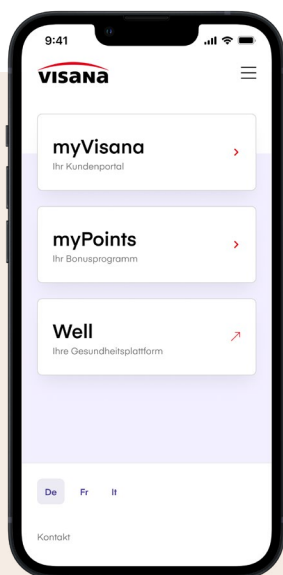 9:41
VISANA
myVisana
Ihr Kundenportal
myPoints
Ihr Bonusprogramm
Well
Ihre Gesundheitsplattform
De Fr It
Kontakt